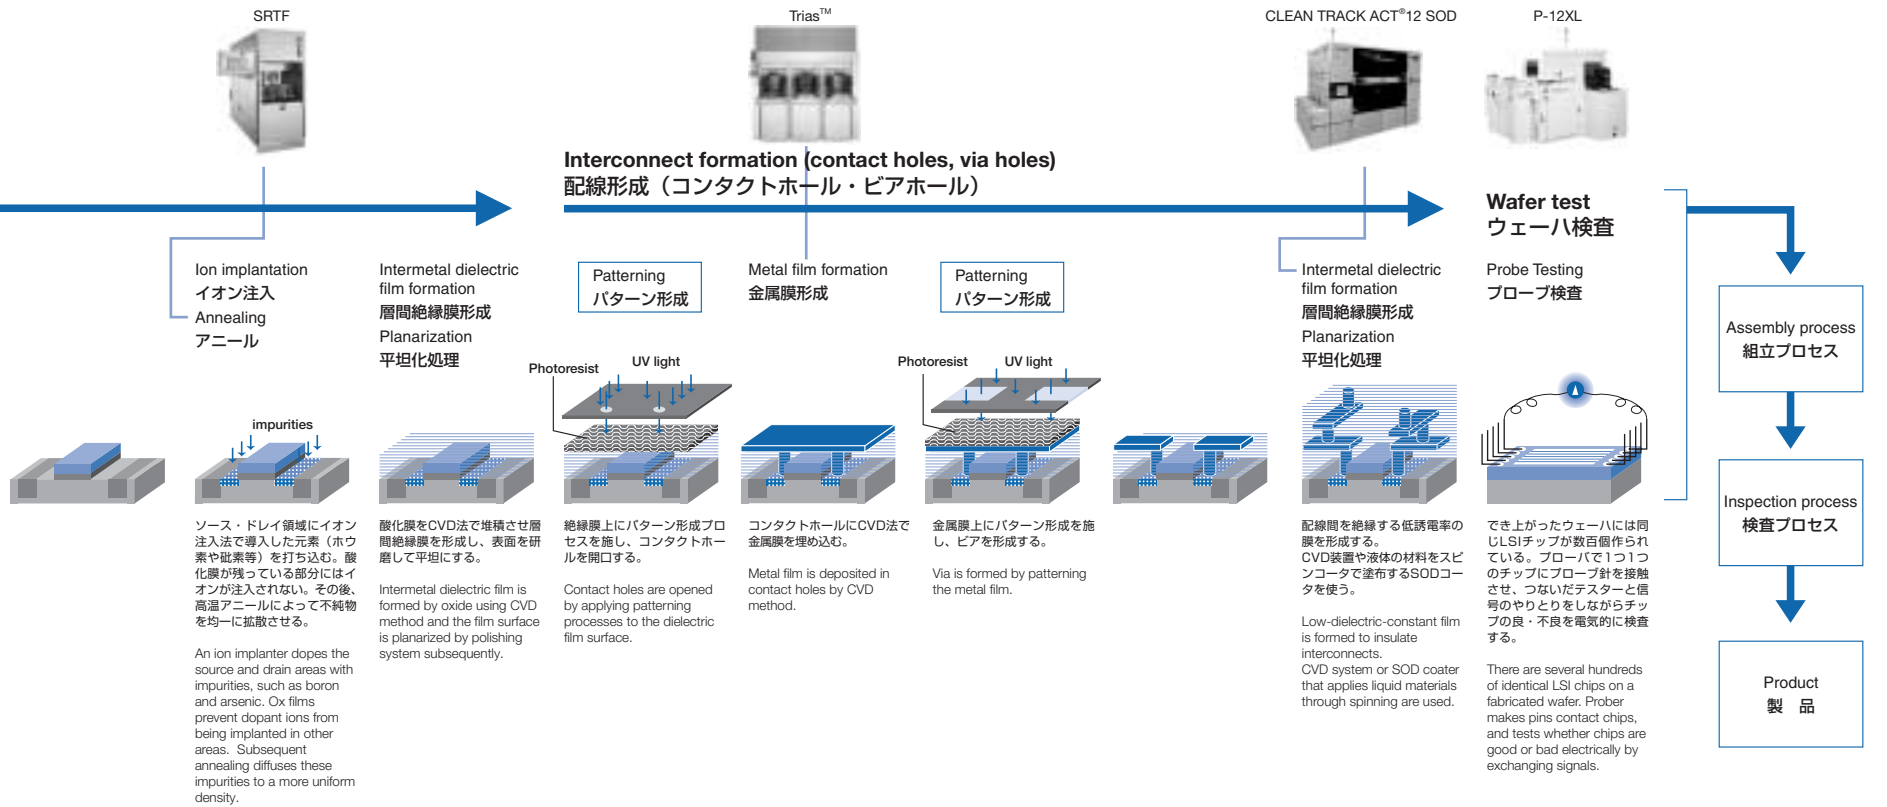 SRTF
Trias™
CLEAN TRACK ACT®12 SOD
P-12XL
Interconnect formation (contact holes, via holes)
配線形成（コンタクトホール・ビアホール）
Wafer test
ウェーハ検査
Ion implantation
イオン注入
Annealing
アニール
Intermetal dielectric
film formation
層間絶縁膜形成
Planarization
平坦化処理
Patterning
パターン形成
Metal film formation
金属膜形成
Patterning
パターン形成
Intermetal dielectric
film formation
層間絶縁膜形成
Planarization
平坦化処理
Probe Testing
プローブ検査
Assembly process
組立プロセス
Inspection process
検査プロセス
Product
製　品
impurities
Photoresist
UV light
Photoresist
UV light
ソース・ドレイ領域にイオン
注入法で導入した元素（ホウ
素や砒素等）を打ち込む。酸
化膜が残っている部分にはイ
オンが注入されない。その後、
高温アニールによって不純物
を均一に拡散させる。
An ion implanter dopes the
source and drain areas with
impurities, such as boron
and arsenic. Ox films
prevent dopant ions from
being implanted in other
areas. Subsequent
annealing diffuses these
impurities to a more uniform
density.
酸化膜をCVD法で堆積させ層
間絶縁膜を形成し、表面を研
磨して平坦にする。
Intermetal dielectric film is
formed by oxide using CVD
method and the film surface
is planarized by polishing
system subsequently.
絶縁膜上にパターン形成プロ
セスを施し、コンタクトホー
ルを開口する。
Contact holes are opened
by applying patterning
processes to the dielectric
film surface.
コンタクトホールにCVD法で
金属膜を埋め込む。
Metal film is deposited in
contact holes by CVD
method.
金属膜上にパターン形成を施
し、ビアを形成する。
Via is formed by patterning
the metal film.
配線間を絶縁する低誘電率の
膜を形成する。
CVD装置や液体の材料をスピ
ンコータで塗布するSODコー
タを使う。
Low-dielectric-constant film
is formed to insulate
interconnects.
CVD system or SOD coater
that applies liquid materials
through spinning are used.
でき上がったウェーハには同
じLSIチップが数百個作られ
ている。プローバで1つ1つ
のチップにプローブ針を接触
させ、つないだテスターと信
号のやりとりをしながらチッ
プの良・不良を電気的に検査
する。
There are several hundreds
of identical LSI chips on a
fabricated wafer. Prober
makes pins contact chips,
and tests whether chips are
good or bad electrically by
exchanging signals.